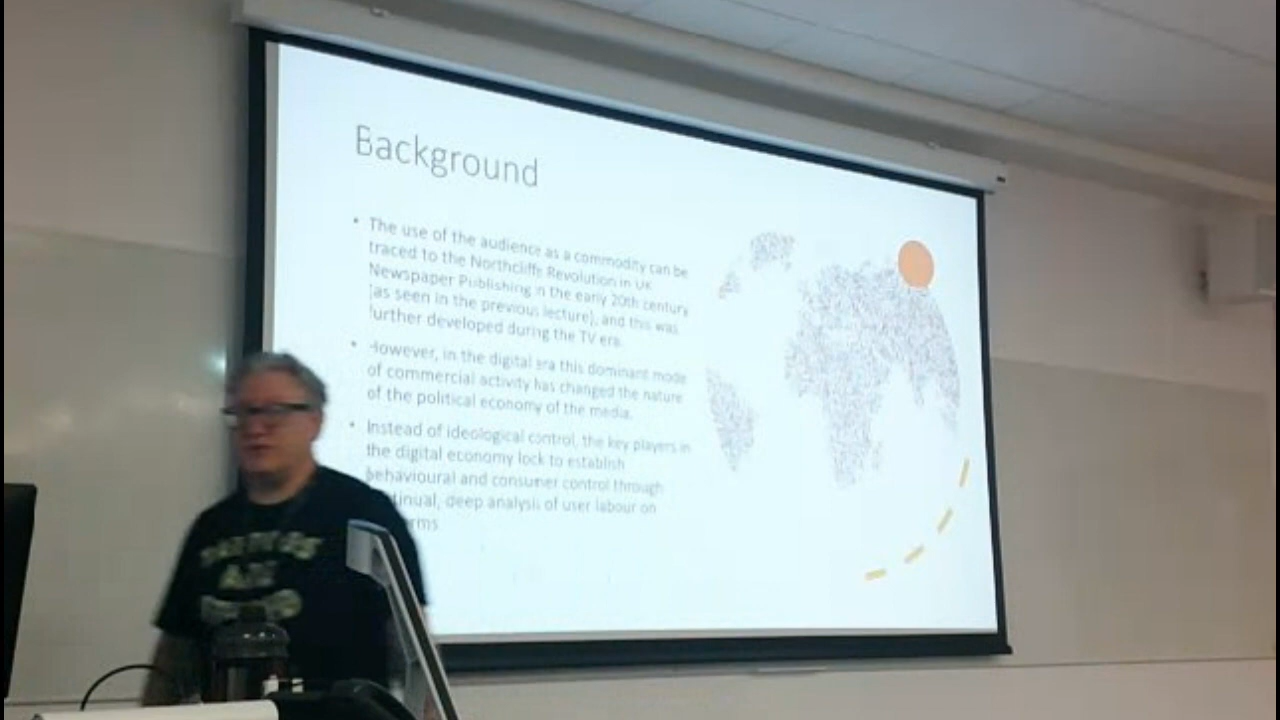 Background
• The use of the audience as a commodity can be
traced to the Northcliffe Revolution in UK
Newspaper Publishing in the early 20th century
(as seen in the previous lecture), and this was
further developed during the TV era.
• However, in the digital era this dominant mode
of commercial activity has changed the nature
of the political economy of the media.
• Instead of ideological control, the key players in
the digital economy look to establish
behavioural and consumer control through
tinual, deep analysis of user labour on
rms